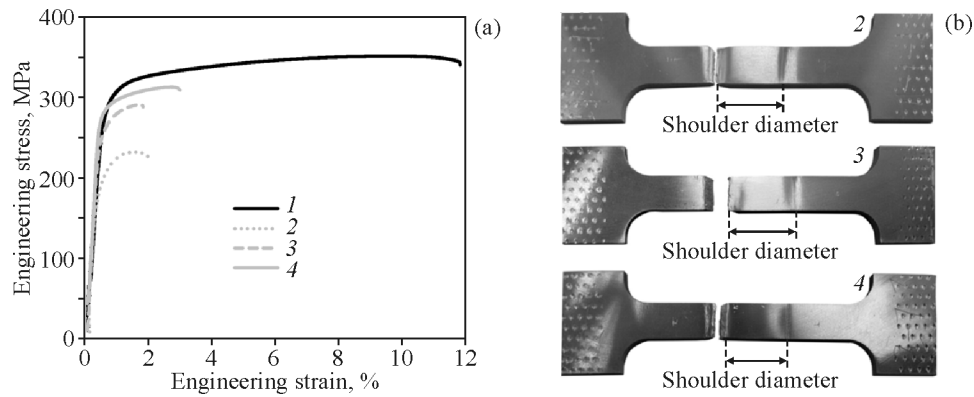 400
300
200
100
0
Engineering stress, MPa
0 2 4 6 8 10 12
Engineering strain, %
1
2
3
4
(a)
2
(b)
Shoulder diameter
3
Shoulder diameter
4
Shoulder diameter